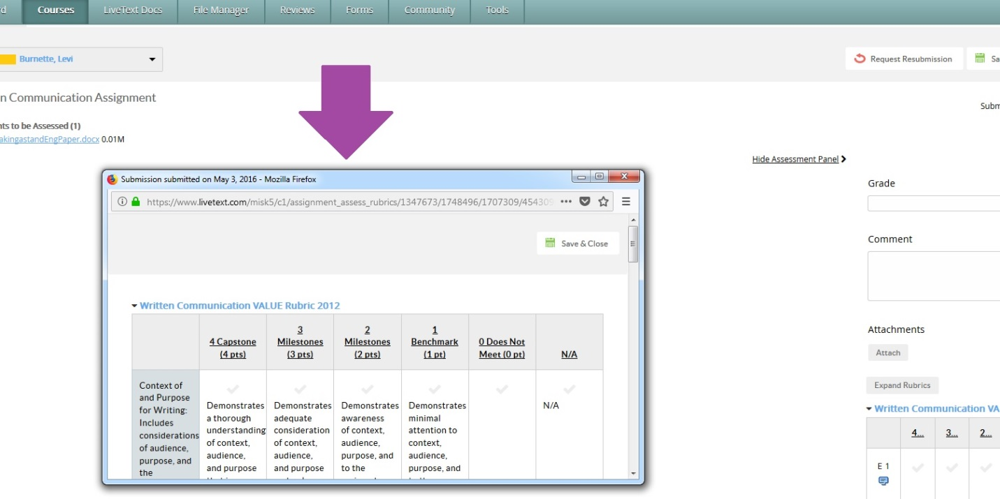 Courses LiveText Docs File Manager Reviews Forms Community Tools
Burnette, Levi
Request Resubmission
n Communication Assignment
Subm
nts to be Assessed (1)
akingastandEngPaper.docx 0.01M
Hide Assessment Panel
Submission submitted on May 3, 2016 - Mozilla Firefox
https://www.livetext.com/misk5/c1/assignment_assess_rubrics/1347673/1748496/1707309/454309
Save & Close
Written Communication VALUE Rubric 2012
4 Capstone (4 pts)
3 Milestones (3 pts)
2 Milestones (2 pts)
1 Benchmark (1 pt)
0 Does Not Meet (0 pt)
N/A
Context of
and Purpose
for Writing:
Includes
considerations
of audience,
purpose, and
the
Demonstrates
a thorough
understanding
of context,
audience,
and purpose
Demonstrates
adequate
consideration
of context,
audience,
and purpose
Demonstrates
awareness
of context,
audience,
purpose, and
to the
Demonstrates
minimal
attention to
context,
audience,
purpose, and
N/A
Grade
Comment
Attachments
Attach
Expand Rubrics
Written Communication VA
4... 3... 2...
E 1